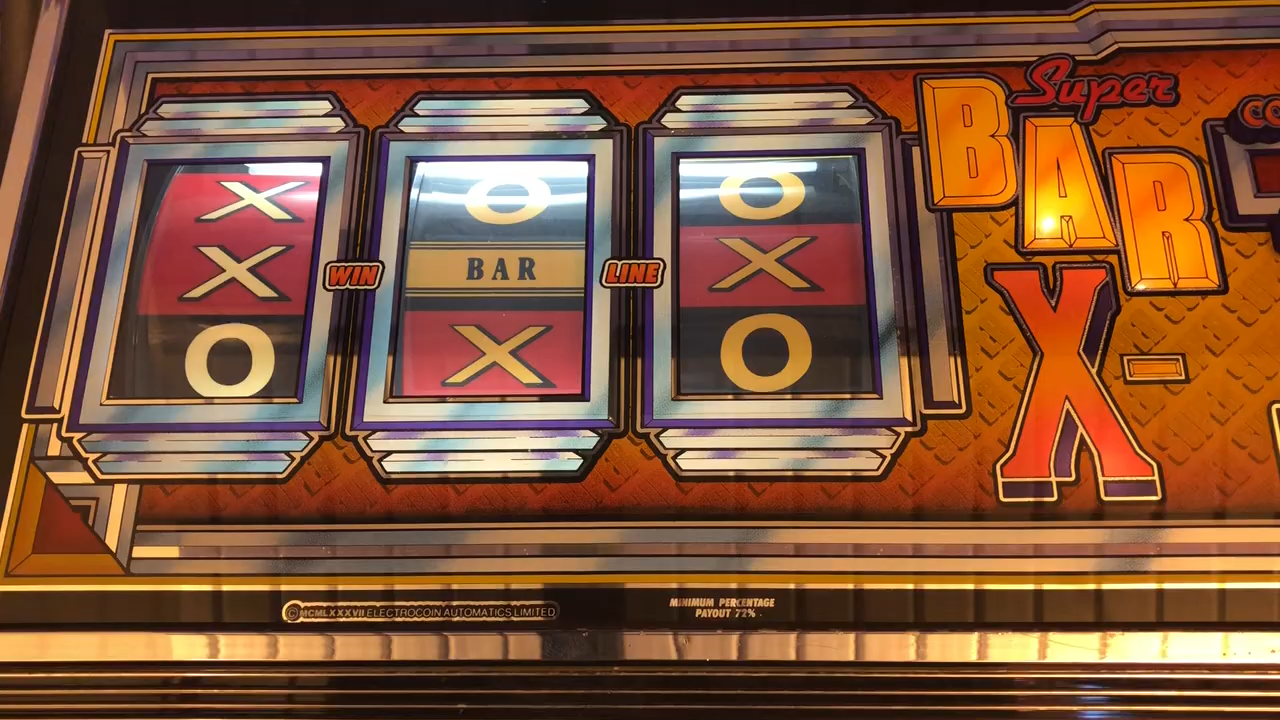 Super
BAR
X-
X O O
X BAR X
O X O
WIN LINE
©MCMLXXXVII ELECTROCOIN AUTOMATICS LIMITED
MINIMUM PERCENTAGE
PAYOUT 72%.